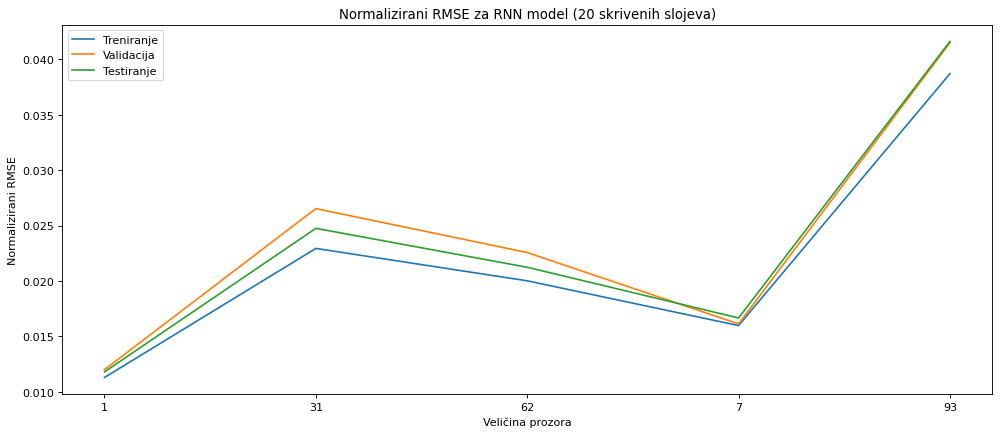 Normalizirani RMSE za RNN model (20 skrivenih slojeva)
Treniranje
Validacija
Testiranje
0.040
0.035
0.030
0.025
0.020
0.015
0.010
Normalizirani RMSE
1
31
62
7
93
Veličina prozora